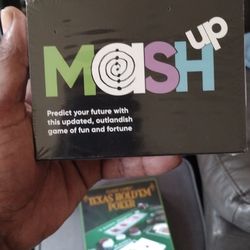 MASH up
Predict your future with
this updated, outlandish
game of fun and fortune
TEXAS HOLD'EM
POKER